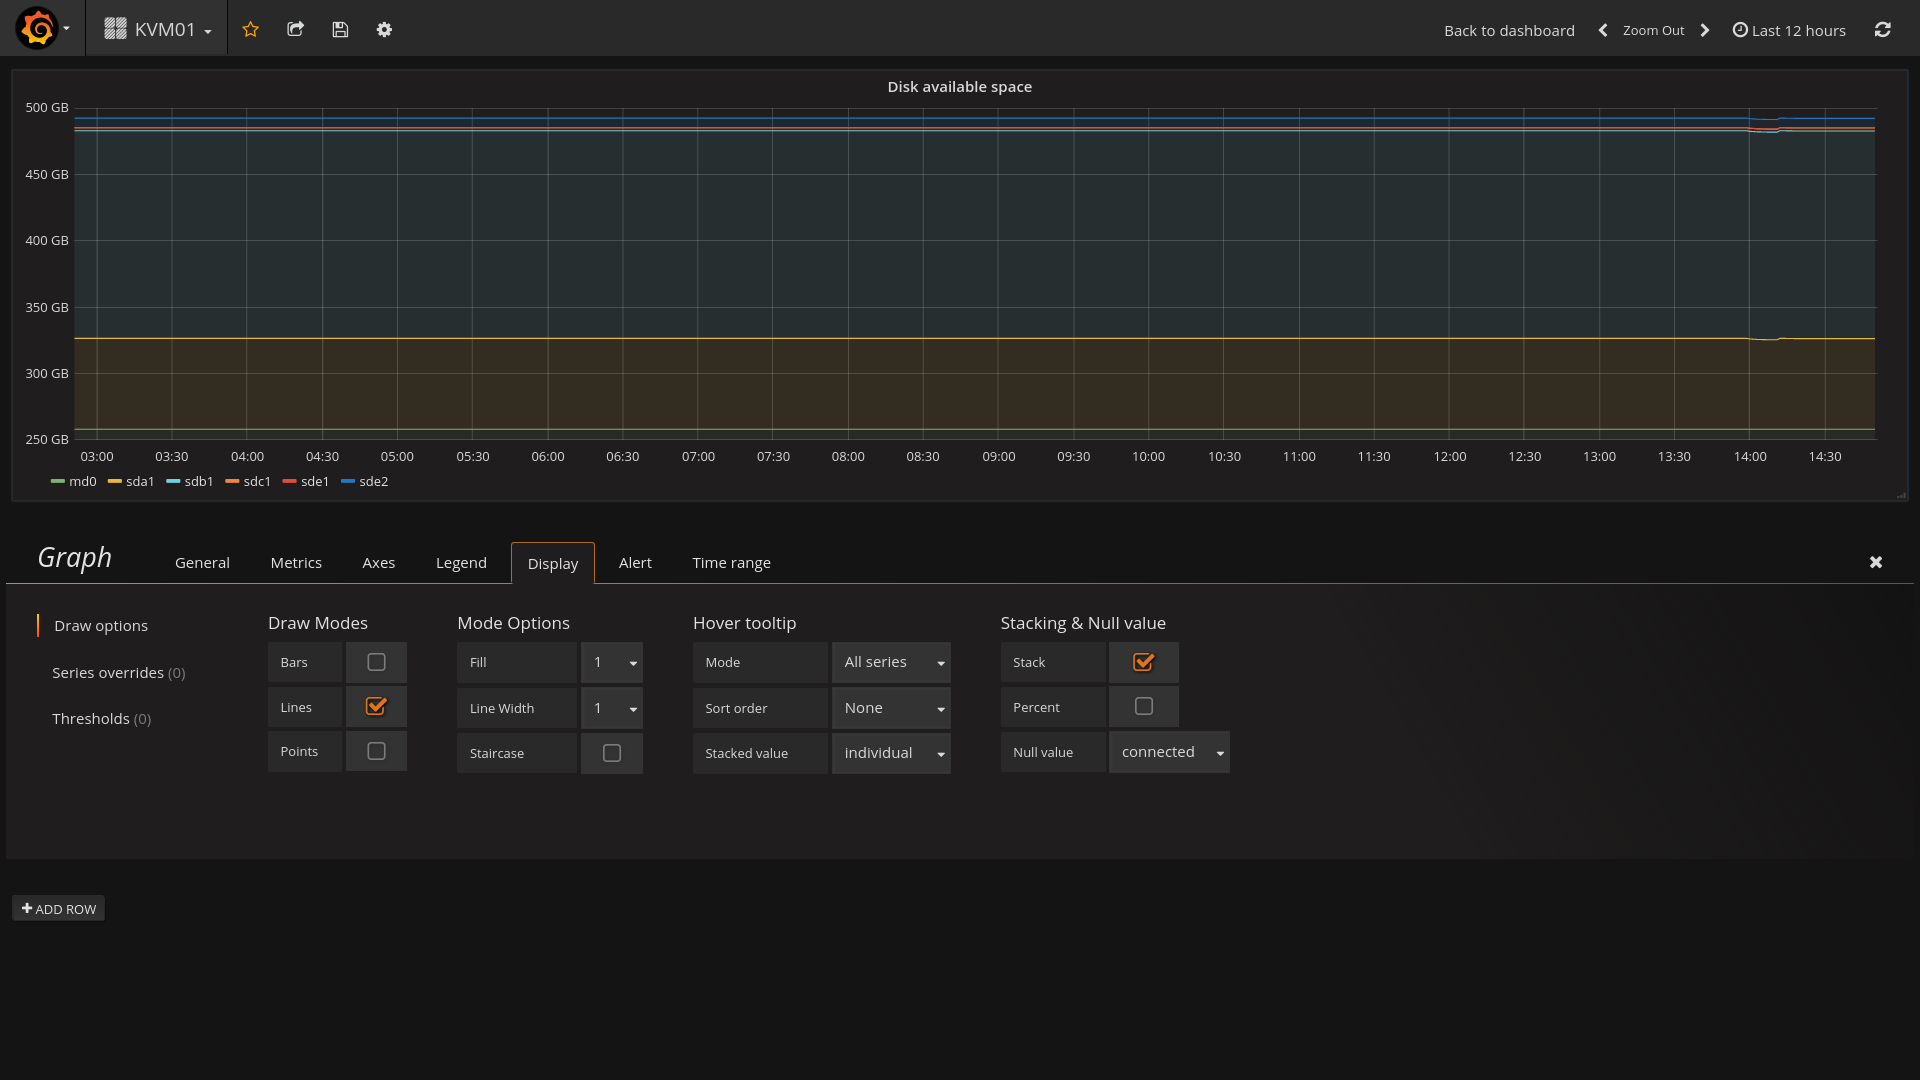 KVM01
Back to dashboard
Zoom Out
Last 12 hours
Disk available space
500 GB
450 GB
400 GB
350 GB
300 GB
250 GB
03:00 03:30 04:00 04:30 05:00 05:30 06:00 06:30 07:00 07:30 08:00 08:30 09:00 09:30 10:00 10:30 11:00 11:30 12:00 12:30 13:00 13:30 14:00 14:30
md0 sda1 sdb1 sdc1 sde1 sde2
Graph General Metrics Axes Legend Display Alert Time range
Draw options
Series overrides (0)
Thresholds (0)
Draw Modes
Bars
Lines
Points
Mode Options
Fill 1
Line Width 1
Staircase
Hover tooltip
Mode All series
Sort order None
Stacked value individual
Stacking & Null value
Stack
Percent
Null value connected
ADD ROW